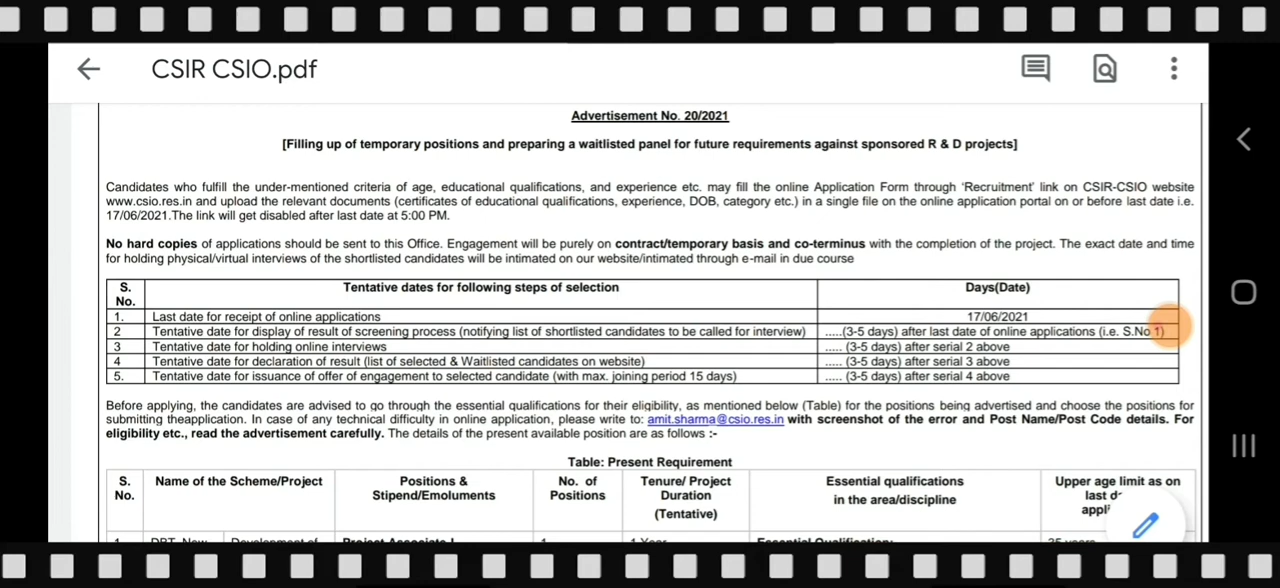 CSIR CSIO.pdf
Advertisement No. 20/2021
[Filling up of temporary positions and preparing a waitlisted panel for future requirements against sponsored R & D projects]
Candidates who fulfill the under-mentioned criteria of age, educational qualifications, and experience etc. may fill the online Application Form through 'Recruitment' link on CSIR-CSIO website
www.csio.res.in and upload the relevant documents (certificates of educational qualifications, experience, DOB, category etc.) in a single file on the online application portal on or before last date i.e.
17/06/2021.The link will get disabled after last date at 5:00 PM.
No hard copies of applications should be sent to this Office. Engagement will be purely on contract/temporary basis and co-terminus with the completion of the project. The exact date and time
for holding physical/virtual interviews of the shortlisted candidates will be intimated on our website/intimated through e-mail in due course
S. No. Tentative dates for following steps of selection Days(Date)
1. Last date for receipt of online applications 17/06/2021
2 Tentative date for display of result of screening process (notifying list of shortlisted candidates to be called for interview) .....(3-5 days) after last date of online applications (i.e. S.No 1)
3 Tentative date for holding online interviews ..... (3-5 days) after serial 2 above
4 Tentative date for declaration of result (list of selected & Waitlisted candidates on website) ..... (3-5 days) after serial 3 above
5. Tentative date for issuance of offer of engagement to selected candidate (with max. joining period 15 days) ..... (3-5 days) after serial 4 above
Before applying, the candidates are advised to go through the essential qualifications for their eligibility, as mentioned below (Table) for the positions being advertised and choose the positions for
submitting theapplication. In case of any technical difficulty in online application, please write to: amit.sharma@csio.res.in with screenshot of the error and Post Name/Post Code details. For
eligibility etc., read the advertisement carefully. The details of the present available position are as follows :-
Table: Present Requirement
S. Name of the Scheme/Project Positions & No. of Tenure/ Project Essential qualifications Upper age limit as on
No. Stipend/Emoluments Positions Duration in the area/discipline last
(Tentative)
1. DBT, New Development of Project Associate I 1 1 Year Essential Qualification: 35 years